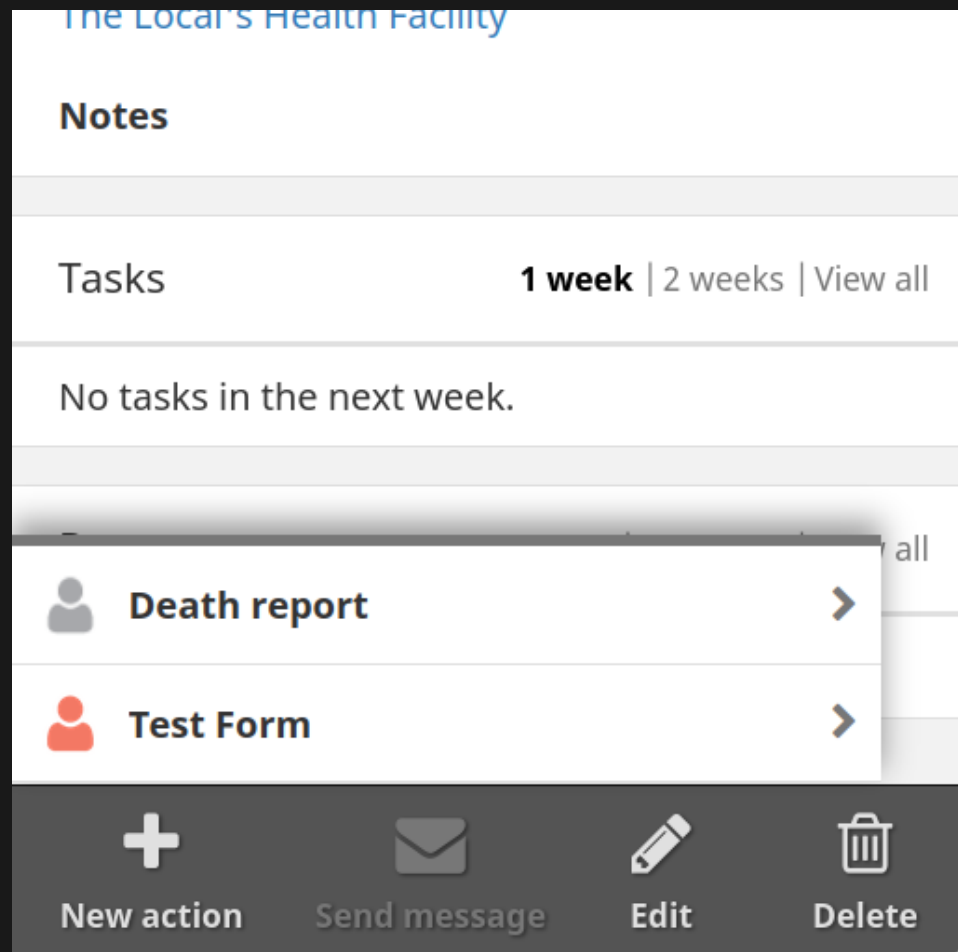 The Local's Health Facility
Notes
Tasks
1 week | 2 weeks | View all
No tasks in the next week.
all
Death report
Test Form
New action
Send message
Edit
Delete